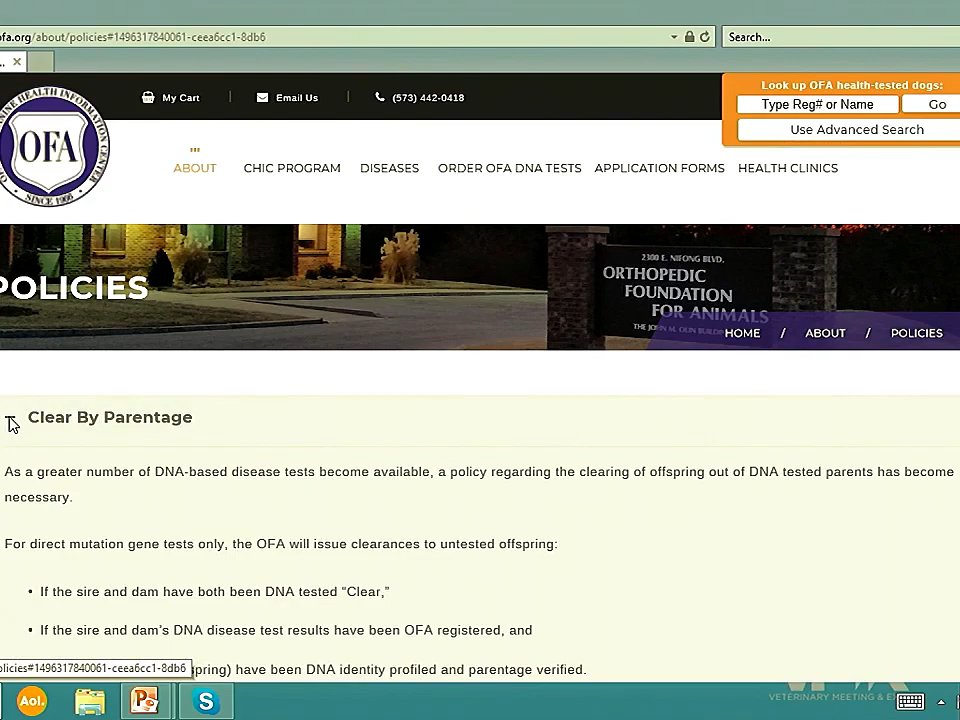 ofa.org/about/policies#1496317840061-ceea6cc1-8db6
Search...
My Cart | Email Us | (573) 442-0418
Look up OFA health-tested dogs:
Type Reg# or Name
Go
Use Advanced Search
OFA
SINCE 1966
ABOUT
CHIC PROGRAM
DISEASES
ORDER OFA DNA TESTS
APPLICATION FORMS
HEALTH CLINICS
2300 E. NIFONG BLVD.
ORTHOPEDIC
FOUNDATION
FOR ANIMALS
POLICIES
HOME / ABOUT / POLICIES
Clear By Parentage
As a greater number of DNA-based disease tests become available, a policy regarding the clearing of offspring out of DNA tested parents has become
necessary.
For direct mutation gene tests only, the OFA will issue clearances to untested offspring:
• If the sire and dam have both been DNA tested “Clear,”
• If the sire and dam’s DNA disease test results have been OFA registered, and
spring) have been DNA identity profiled and parentage verified.
olicies#1496317840061-ceea6cc1-8db6
Aol.
VETERINARY MEETING &